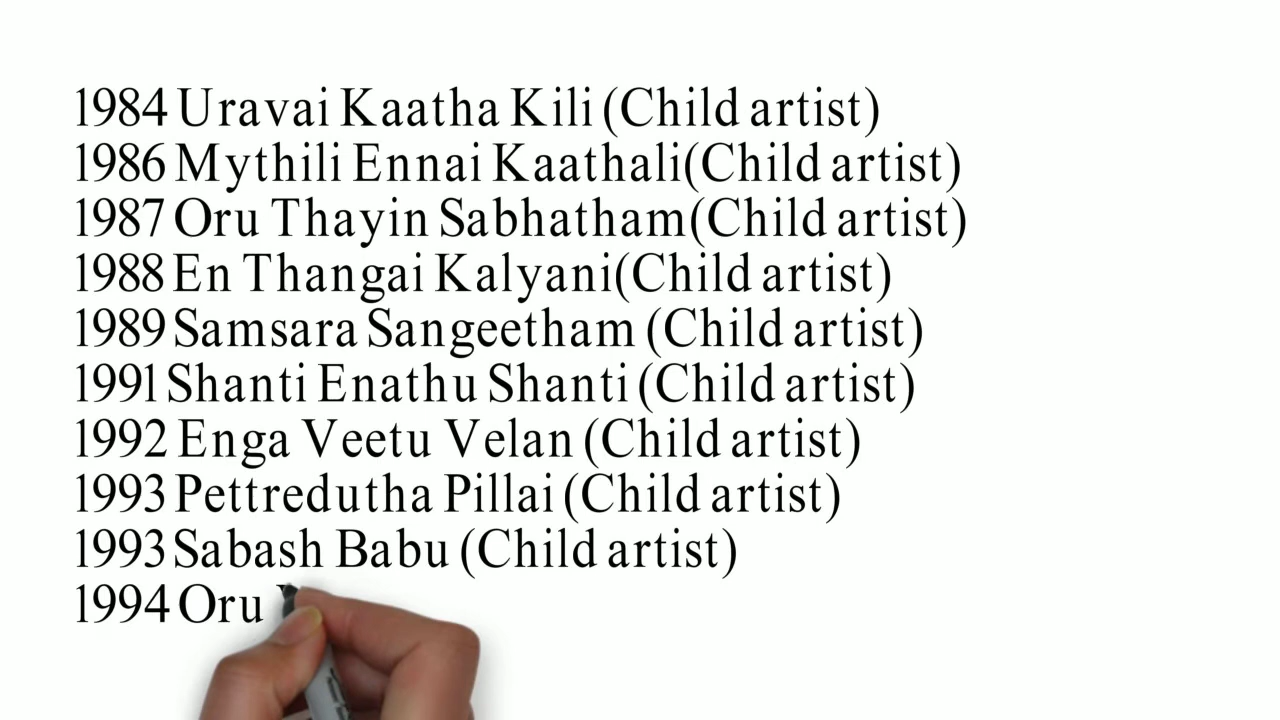 1984 Uravai Kaatha Kili (Child artist)
1986 Mythili Ennai Kaathali(Child artist)
1987 Oru Thayin Sabhatham(Child artist)
1988 En Thangai Kalyani(Child artist)
1989 Samsara Sangeetham (Child artist)
1991 Shanti Enathu Shanti (Child artist)
1992 Enga Veetu Velan (Child artist)
1993 Pettredutha Pillai (Child artist)
1993 Sabash Babu (Child artist)
1994 Oru